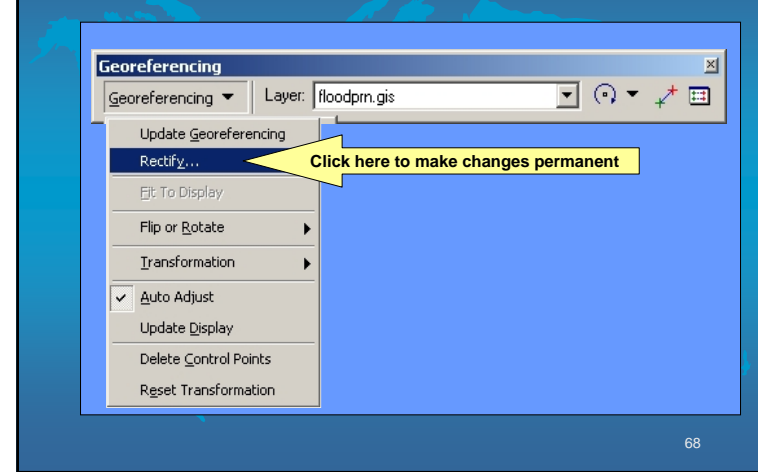 Georeferencing
Georeferencing Layer: floodprn.gis
Update Georeferencing
Rectify... Click here to make changes permanent
Fit To Display
Flip or Rotate
Transformation
Auto Adjust
Update Display
Delete Control Points
Reset Transformation
68